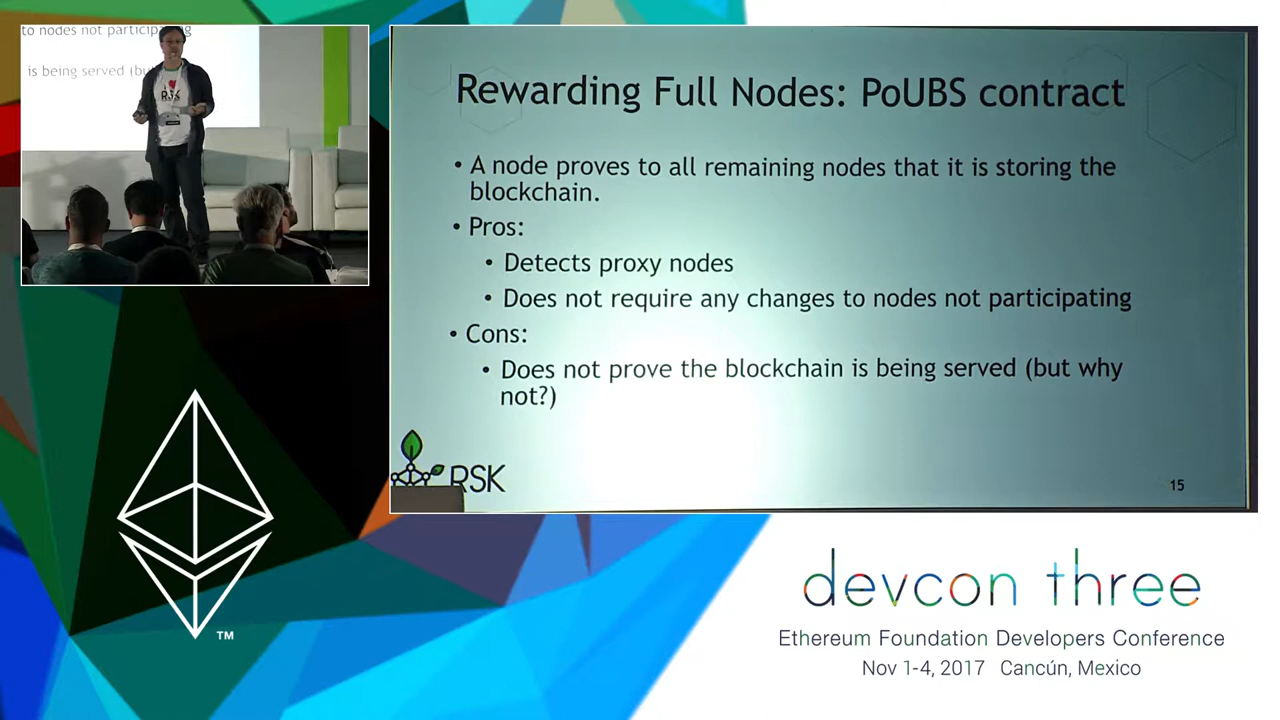 to nodes not participating
is being served (bu
RSK
Rewarding Full Nodes: PoUBS contract
• A node proves to all remaining nodes that it is storing the
blockchain.
• Pros:
• Detects proxy nodes
• Does not require any changes to nodes not participating
• Cons:
• Does not prove the blockchain is being served (but why
not?)
RSK
15
TM
devcon three
Ethereum Foundation Developers Conference
Nov 1-4, 2017 Cancún, Mexico